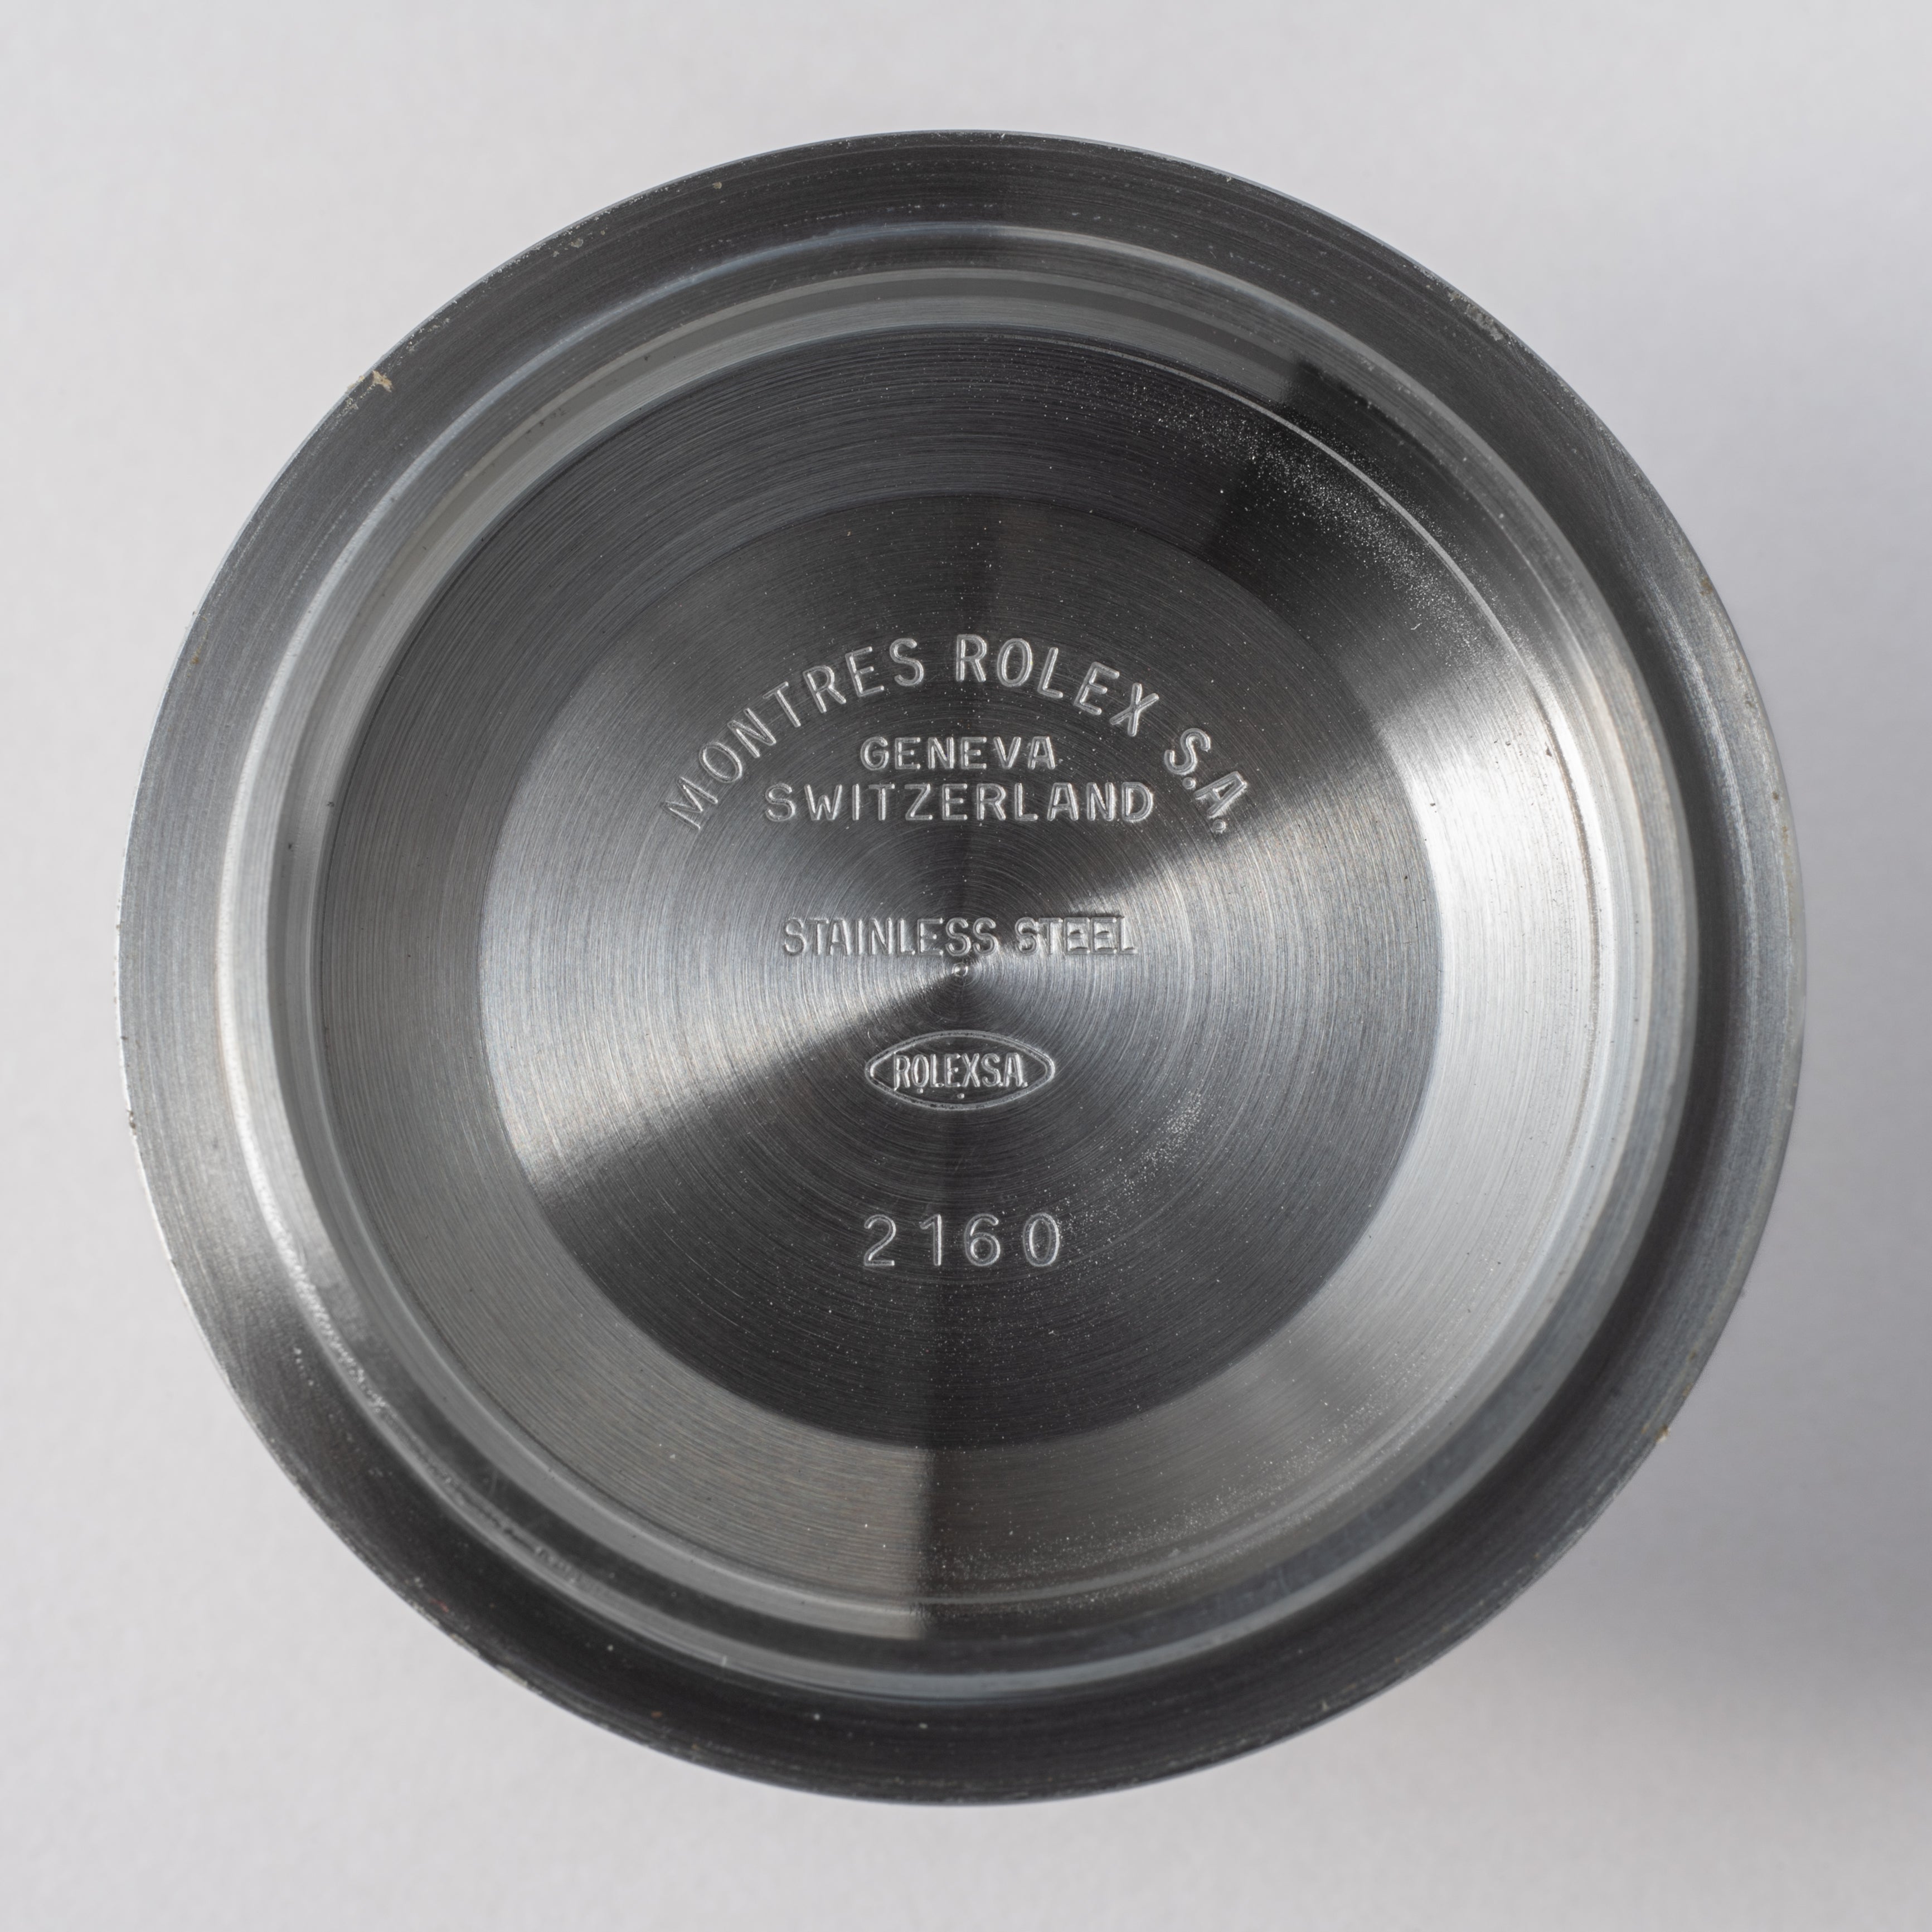 MONTRES ROLEX S.A.
GENEVA
SWITZERLAND
STAINLESS STEEL
ROLEX S.A.
2160